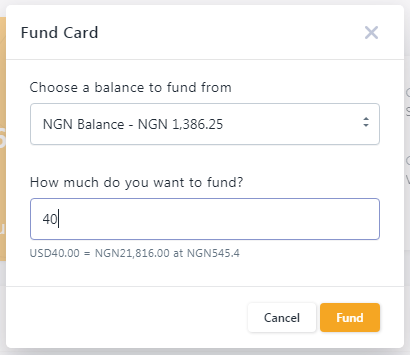 Fund Card
Choose a balance to fund from
NGN Balance - NGN 1,386.25
How much do you want to fund?
40
USD40.00 = NGN21,816.00 at NGN545.4
Cancel
Fund